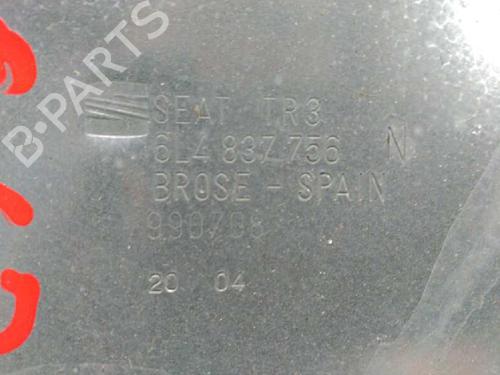 B-PARTS
SEAT TR3
6L4 837 756 N
BROSE - SPAIN
990708
20 04